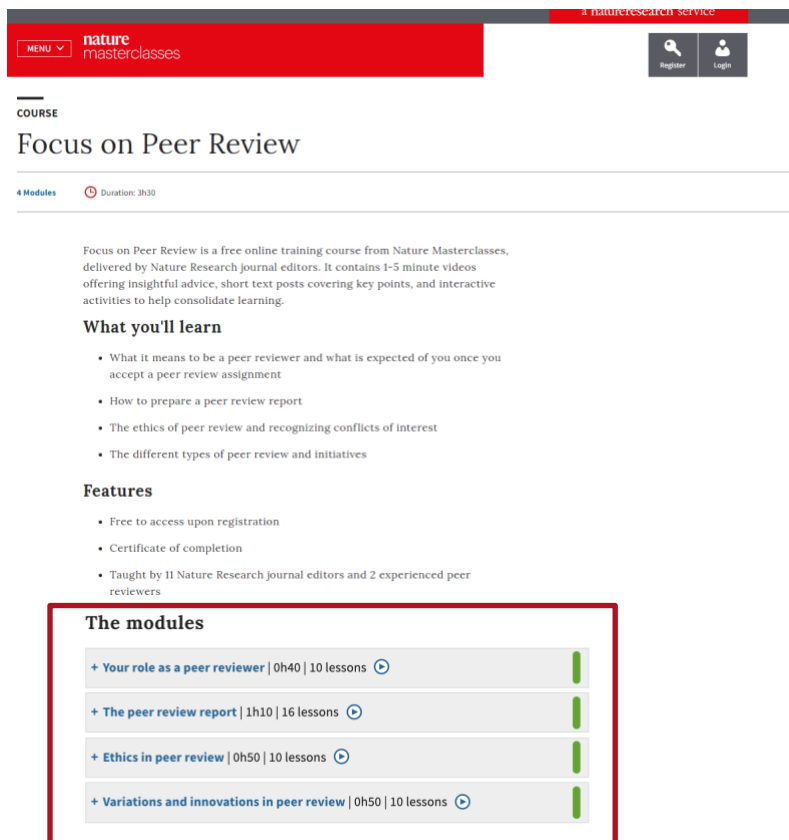 a natureresearch service
MENU
nature
masterclasses
Register
Login
COURSE
Focus on Peer Review
4 Modules
Duration: 3h30
Focus on Peer Review is a free online training course from Nature Masterclasses,
delivered by Nature Research journal editors. It contains 1-5 minute videos
offering insightful advice, short text posts covering key points, and interactive
activities to help consolidate learning.
What you'll learn
• What it means to be a peer reviewer and what is expected of you once you
accept a peer review assignment
• How to prepare a peer review report
• The ethics of peer review and recognizing conflicts of interest
• The different types of peer review and initiatives
Features
• Free to access upon registration
• Certificate of completion
• Taught by 11 Nature Research journal editors and 2 experienced peer
reviewers
The modules
+ Your role as a peer reviewer | 0h40 | 10 lessons
+ The peer review report | 1h10 | 16 lessons
+ Ethics in peer review | 0h50 | 10 lessons
+ Variations and innovations in peer review | 0h50 | 10 lessons